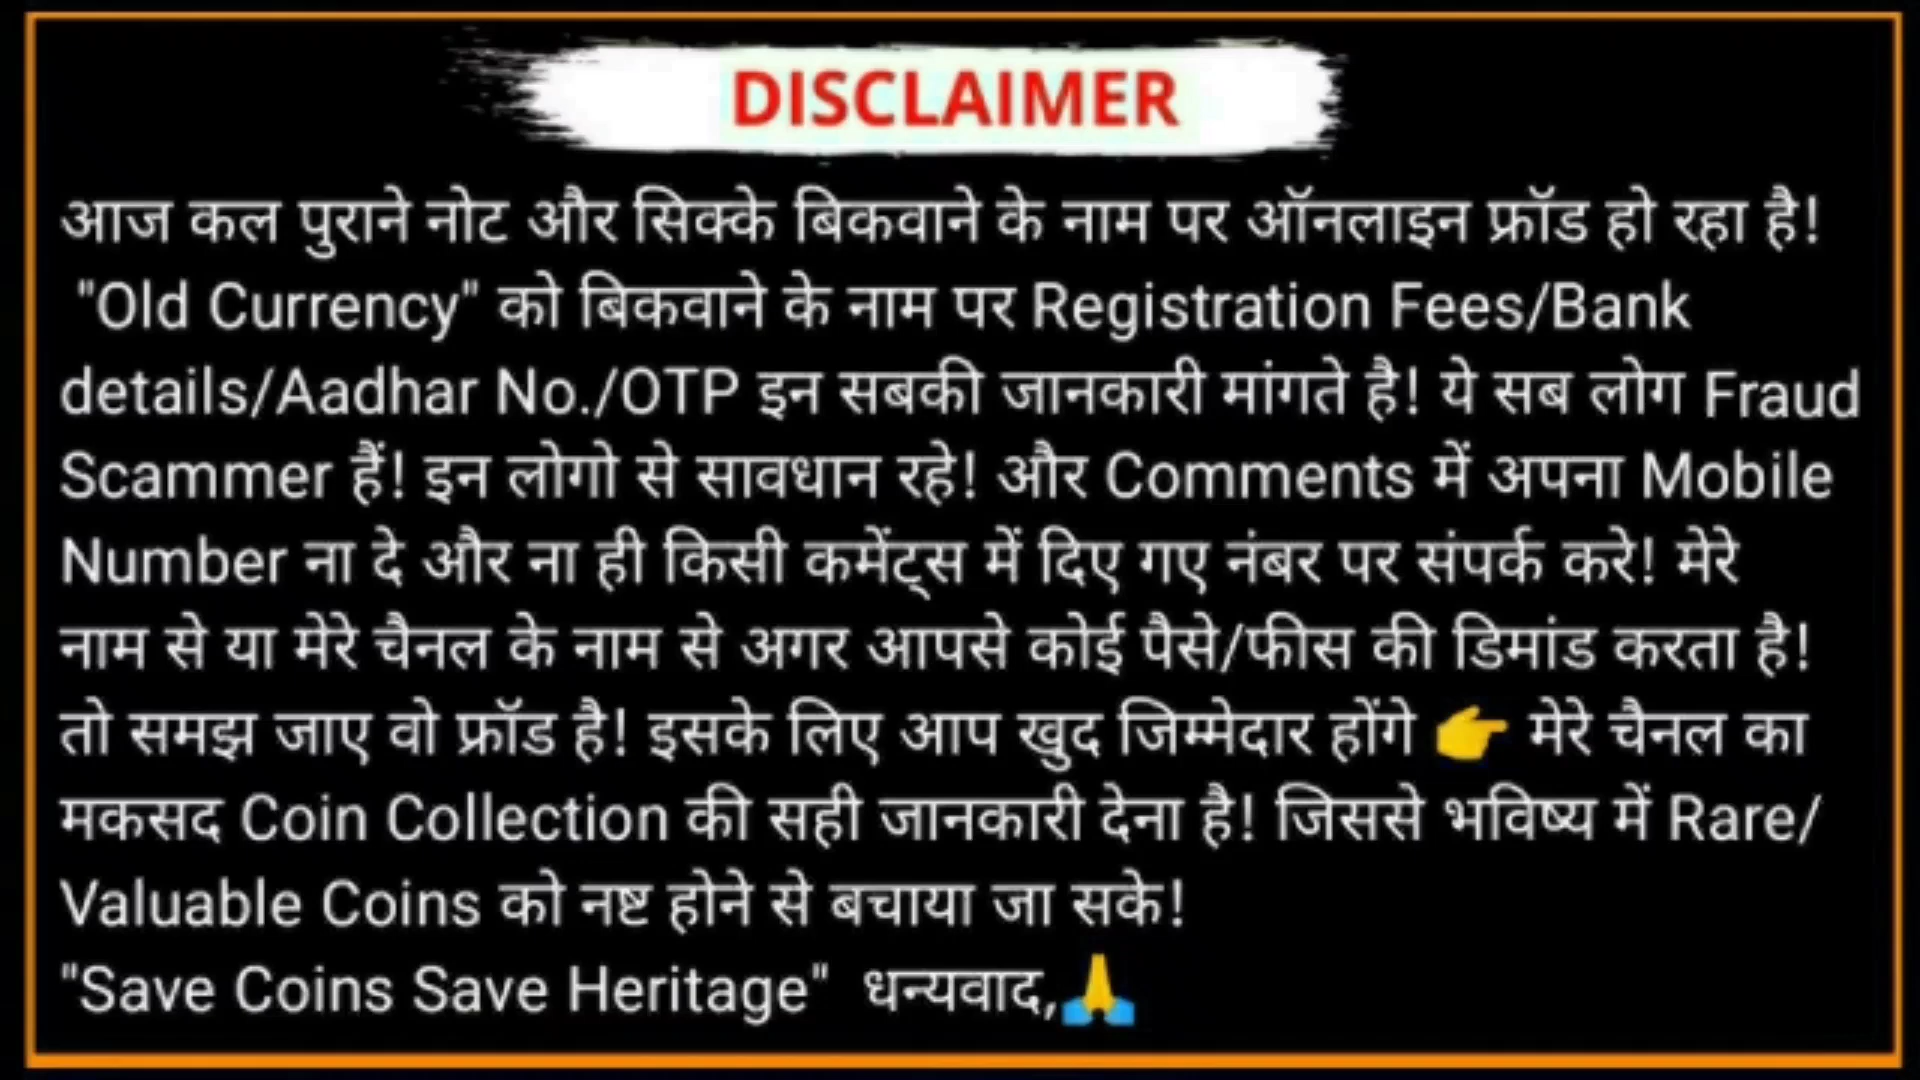 DISCLAIMER
आज कल पुराने नोट और सिक्के बिकवाने के नाम पर ऑनलाइन फ्रॉड हो रहा है!
"Old Currency" को बिकवाने के नाम पर Registration Fees/Bank
details/Aadhar No./OTP इन सबकी जानकारी मांगते है! ये सब लोग Fraud
Scammer हैं! इन लोगो से सावधान रहे! और Comments में अपना Mobile
Number ना दे और ना ही किसी कमेंट्स में दिए गए नंबर पर संपर्क करे! मेरे
नाम से या मेरे चैनल के नाम से अगर आपसे कोई पैसे/फीस की डिमांड करता है!
तो समझ जाए वो फ्रॉड है! इसके लिए आप खुद जिम्मेदार होंगे 👉 मेरे चैनल का
मकसद Coin Collection की सही जानकारी देना है! जिससे भविष्य में Rare/
Valuable Coins को नष्ट होने से बचाया जा सके!
"Save Coins Save Heritage" धन्यवाद,🙏